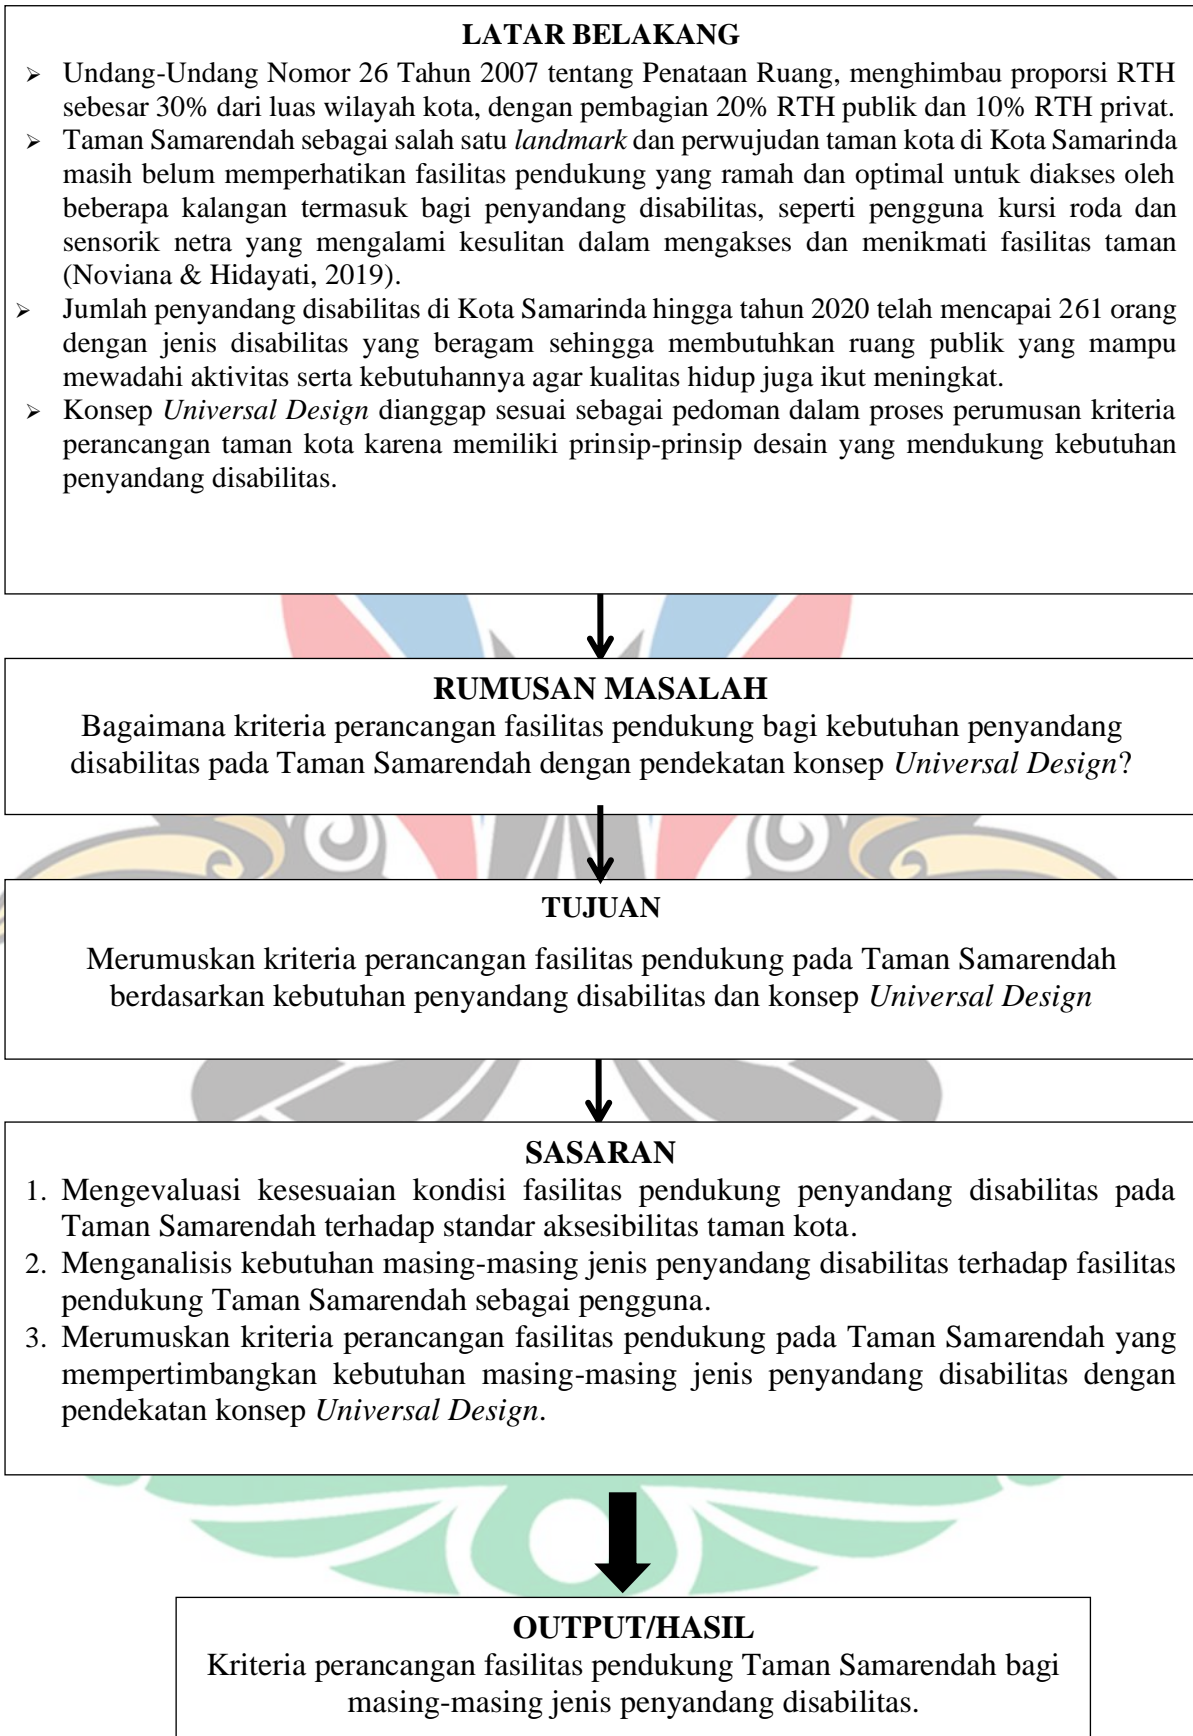 LATAR BELAKANG
➢ Undang-Undang Nomor 26 Tahun 2007 tentang Penataan Ruang, menghimbau proporsi RTH
sebesar 30% dari luas wilayah kota, dengan pembagian 20% RTH publik dan 10% RTH privat.
➢ Taman Samarendah sebagai salah satu landmark dan perwujudan taman kota di Kota Samarinda
masih belum memperhatikan fasilitas pendukung yang ramah dan optimal untuk diakses oleh
beberapa kalangan termasuk bagi penyandang disabilitas, seperti pengguna kursi roda dan
sensorik netra yang mengalami kesulitan dalam mengakses dan menikmati fasilitas taman
(Noviana & Hidayati, 2019).
➢ Jumlah penyandang disabilitas di Kota Samarinda hingga tahun 2020 telah mencapai 261 orang
dengan jenis disabilitas yang beragam sehingga membutuhkan ruang publik yang mampu
mewadahi aktivitas serta kebutuhannya agar kualitas hidup juga ikut meningkat.
➢ Konsep Universal Design dianggap sesuai sebagai pedoman dalam proses perumusan kriteria
perancangan taman kota karena memiliki prinsip-prinsip desain yang mendukung kebutuhan
penyandang disabilitas.
RUMUSAN MASALAH
Bagaimana kriteria perancangan fasilitas pendukung bagi kebutuhan penyandang
disabilitas pada Taman Samarendah dengan pendekatan konsep Universal Design?
TUJUAN
Merumuskan kriteria perancangan fasilitas pendukung pada Taman Samarendah
berdasarkan kebutuhan penyandang disabilitas dan konsep Universal Design
SASARAN
1. Mengevaluasi kesesuaian kondisi fasilitas pendukung penyandang disabilitas pada
Taman Samarendah terhadap standar aksesibilitas taman kota.
2. Menganalisis kebutuhan masing-masing jenis penyandang disabilitas terhadap fasilitas
pendukung Taman Samarendah sebagai pengguna.
3. Merumuskan kriteria perancangan fasilitas pendukung pada Taman Samarendah yang
mempertimbangkan kebutuhan masing-masing jenis penyandang disabilitas dengan
pendekatan konsep Universal Design.
OUTPUT/HASIL
Kriteria perancangan fasilitas pendukung Taman Samarendah bagi
masing-masing jenis penyandang disabilitas.